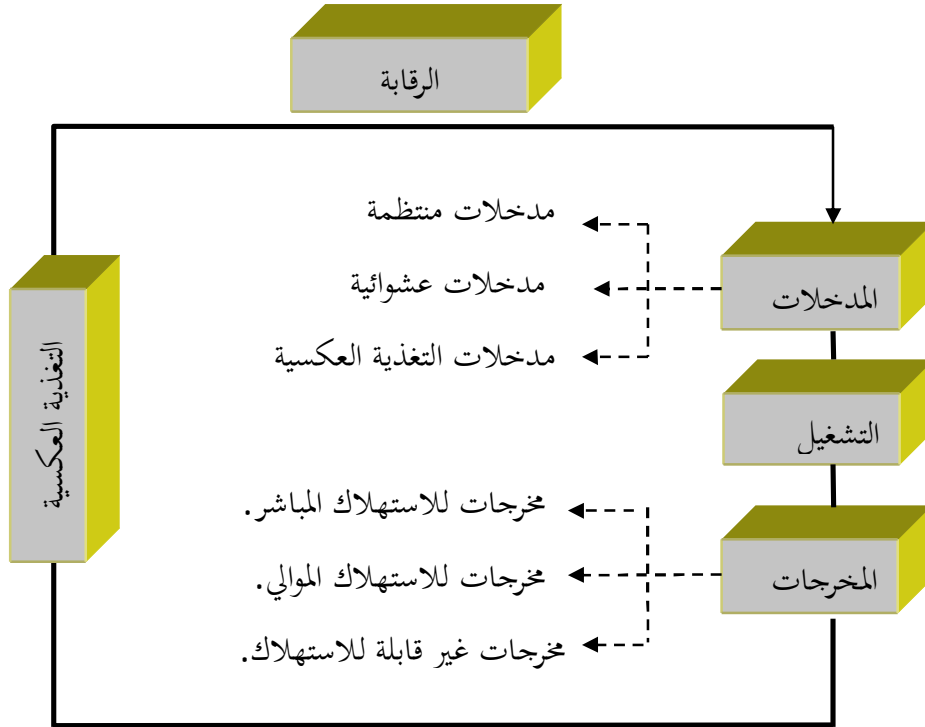 الرقابة
مدخلات منتظمة
المدخلات
مدخلات عشوائية
مدخلات التغذية العكسية
التشغيل
التغذية العكسية
مخرجات للاستهلاك المباشر.
المخرجات
مخرجات للاستهلاك الموالي.
مخرجات غير قابلة للاستهلاك.